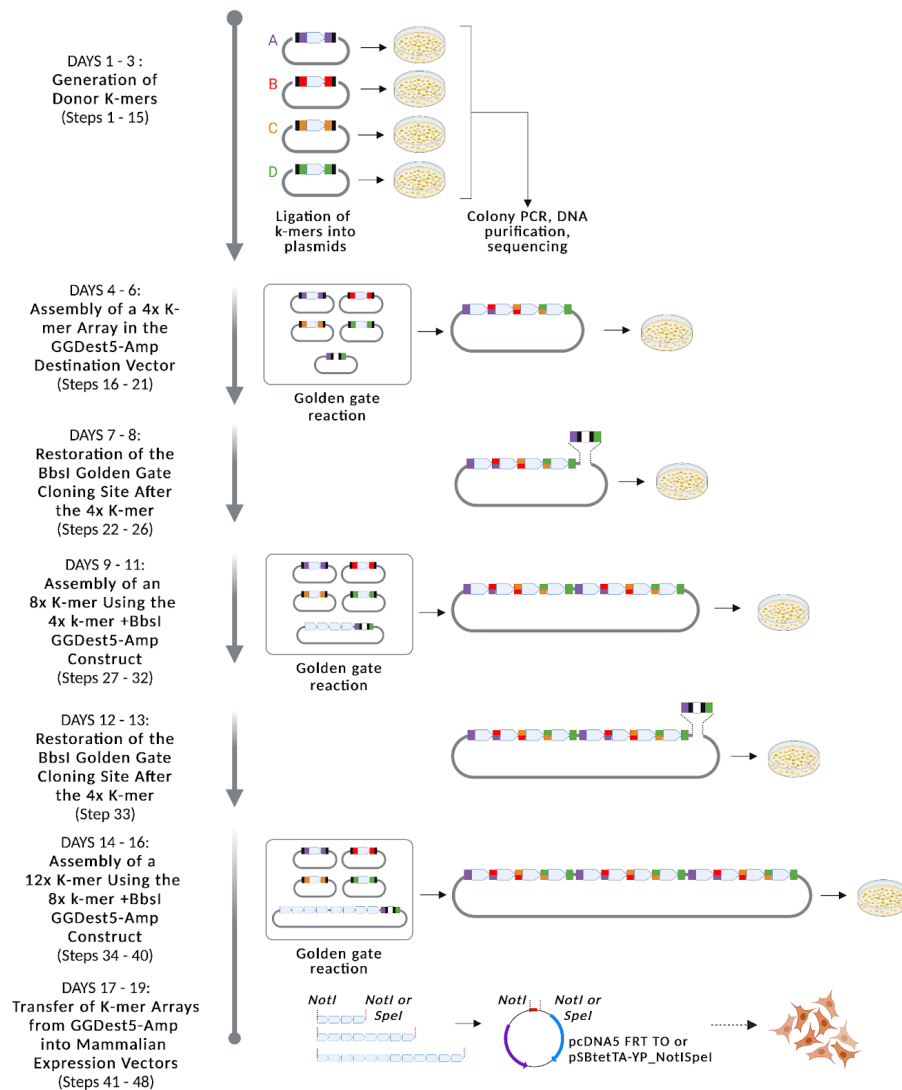 DAYS 1 - 3 :
Generation of
Donor K-mers
(Steps 1 - 15)
A
B
C
D
Ligation of
k-mers into
plasmids
Colony PCR, DNA
purification,
sequencing
DAYS 4 - 6:
Assembly of a 4x K-
mer Array in the
GGDest5-Amp
Destination Vector
(Steps 16 - 21)
Golden gate
reaction
DAYS 7 - 8:
Restoration of the
BbsI Golden Gate
Cloning Site After
the 4x K-mer
(Steps 22 - 26)
DAYS 9 - 11:
Assembly of an
8x K-mer Using the
4x k-mer +BbsI
GGDest5-Amp
Construct
(Steps 27 - 32)
Golden gate
reaction
DAYS 12 - 13:
Restoration of the
BbsI Golden Gate
Cloning Site After
the 4x K-mer
(Step 33)
DAYS 14 - 16:
Assembly of a
12x K-mer Using the
8x k-mer +BbsI
GGDest5-Amp
Construct
(Steps 34 - 40)
Golden gate
reaction
DAYS 17 - 19:
Transfer of K-mer Arrays
from GGDest5-Amp
into Mammalian
Expression Vectors
(Steps 41 - 48)
NotI
NotI or
SpeI
NotI
NotI or
SpeI
pcDNA5 FRT TO or
pSBtetTA-YP_NotISpeI